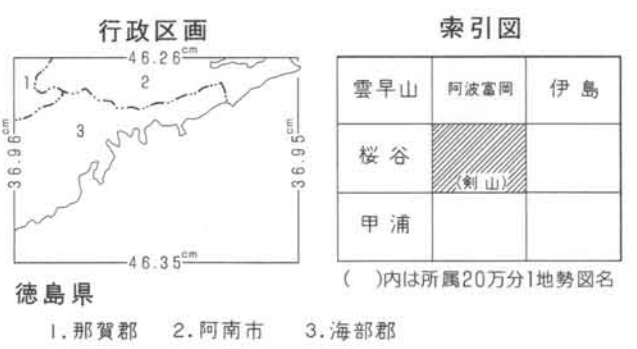 行政区画
46.26cm
1
2
3
36.96cm
36.95cm
46.35cm
徳島県
1.那賀郡 2.阿南市 3.海部郡
索引図
雲早山 阿波富岡 伊島
桜谷
(剣山)
甲浦
( )内は所属20万分1地勢図名